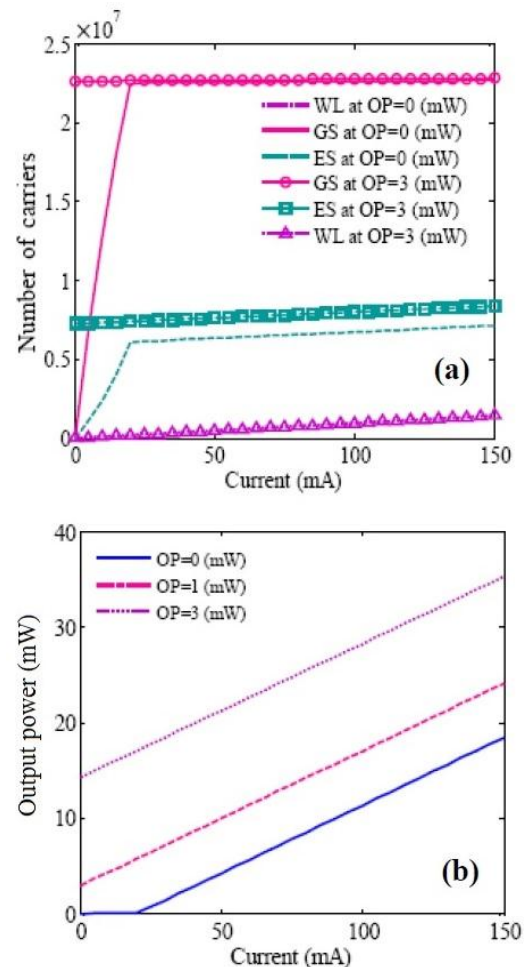 ×10⁷
2.5
2
1.5
1
0.5
0
Number of carriers
WL at OP=0 (mW)
GS at OP=0 (mW)
ES at OP=0 (mW)
GS at OP=3 (mW)
ES at OP=3 (mW)
WL at OP=3 (mW)
(a)
0 50 100 150
Current (mA)
40
30
20
10
0
Output power (mW)
OP=0 (mW)
OP=1 (mW)
OP=3 (mW)
(b)
0 50 100 150
Current (mA)